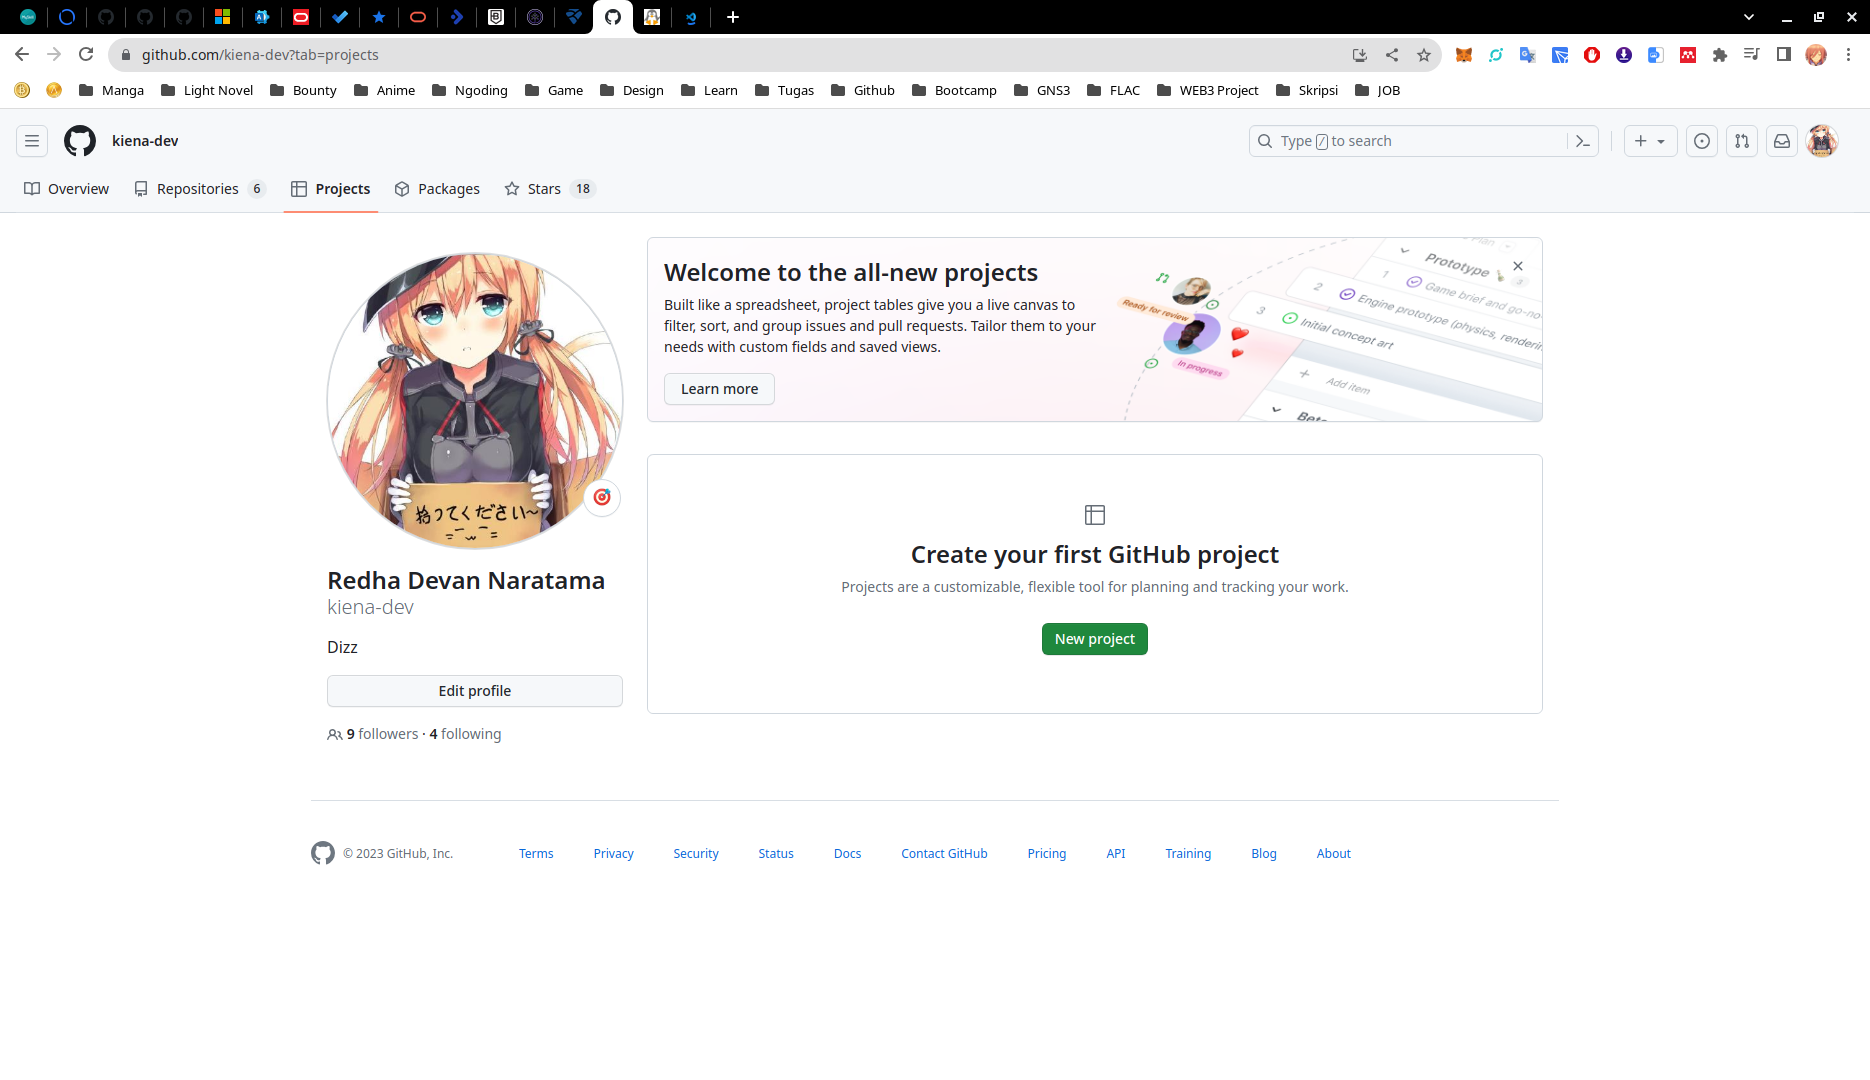 github.com/kiena-dev?tab=projects
Manga Light Novel Bounty Anime Ngoding Game Design Learn Tugas Github Bootcamp GNS3 FLAC WEB3 Project Skripsi JOB
kiena-dev
Type / to search
Overview Repositories 6 Projects Packages Stars 18
Welcome to the all-new projects
Built like a spreadsheet, project tables give you a live canvas to
filter, sort, and group issues and pull requests. Tailor them to your
needs with custom fields and saved views.
Learn more
Ready for review
In progress
Plan
Prototype 3
1 Game brief and go-no
2 Engine prototype (physics, renderin
3 Initial concept art
Add item
Beta
拾ってください~
Redha Devan Naratama
kiena-dev
Dizz
Edit profile
9 followers · 4 following
Create your first GitHub project
Projects are a customizable, flexible tool for planning and tracking your work.
New project
© 2023 GitHub, Inc. Terms Privacy Security Status Docs Contact GitHub Pricing API Training Blog About